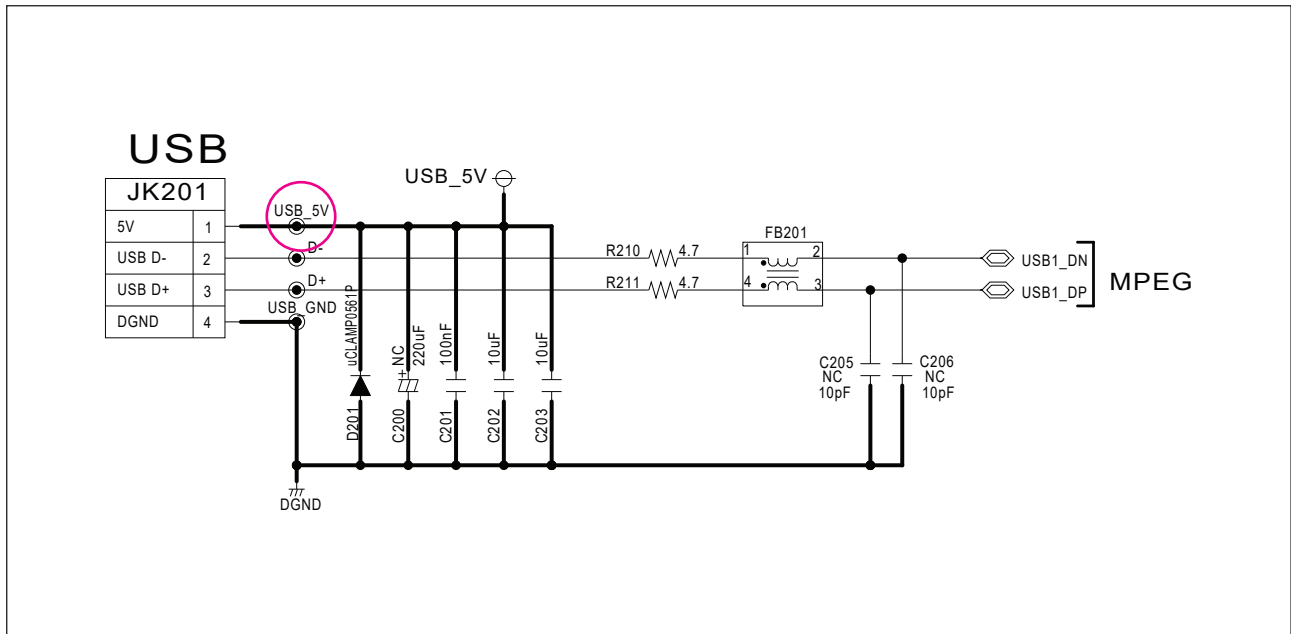 USB
JK201
5V 1
USB D- 2
USB D+ 3
DGND 4
USB_5V
D-
D+
USB_GND
USB_5V
uCLAMP0561P
D201
+ NC
220uF
C200
100nF
C201
10uF
C202
10uF
C203
DGND
R210 4.7
R211 4.7
FB201
1 2
4 3
C205
NC
10pF
C206
NC
10pF
USB1_DN
USB1_DP
MPEG